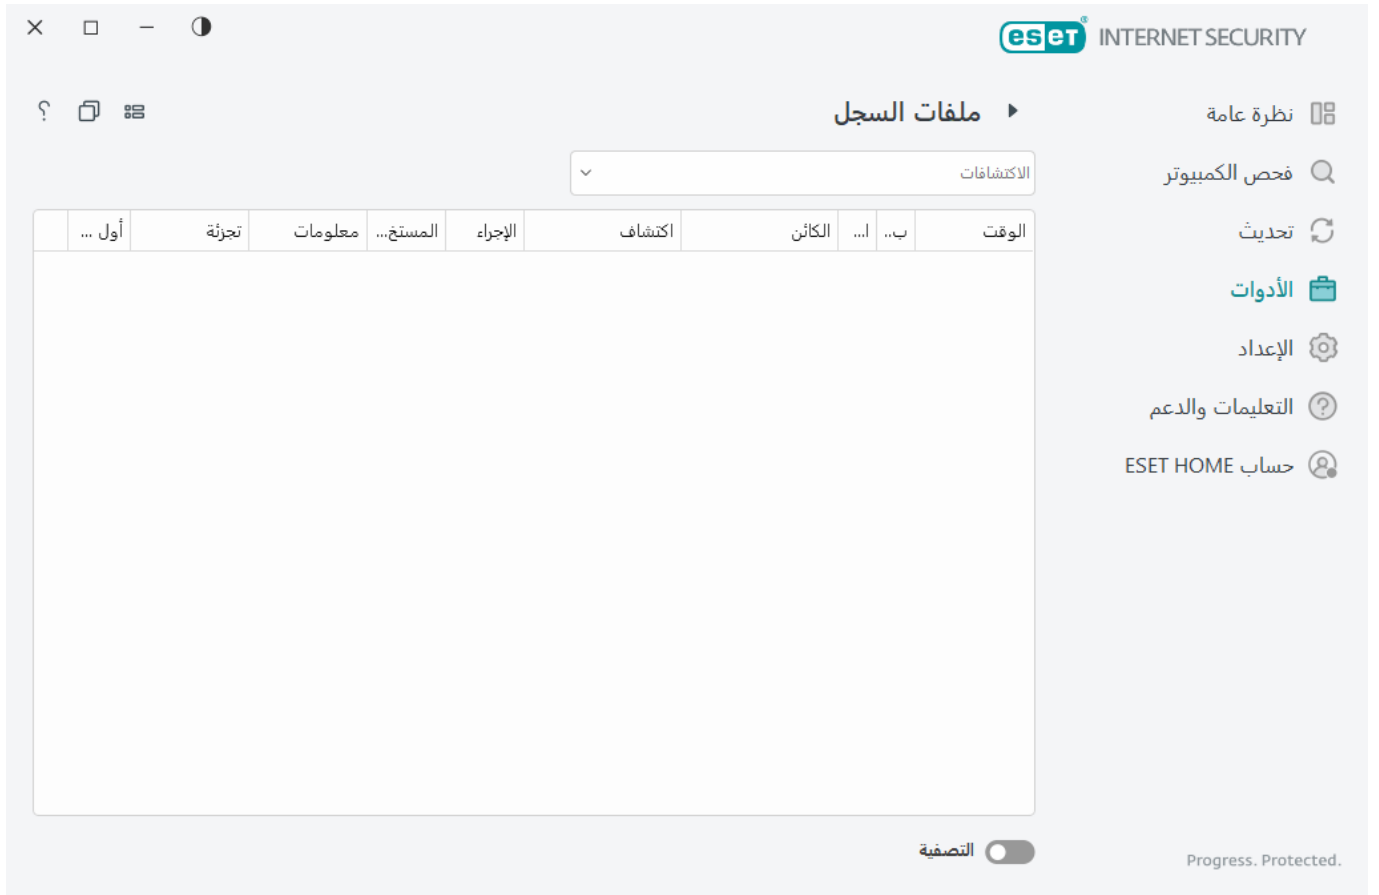 eset® INTERNET SECURITY
نظرة عامة
فحص الكمبيوتر
تحديث
الأدوات
الإعداد
التعليمات والدعم
حساب ESET HOME
ملفات السجل
الاكتشافات
الوقت ب... ا... الكائن اكتشاف الإجراء المستخ... معلومات تجزئة أول ...
التصفية
Progress. Protected.